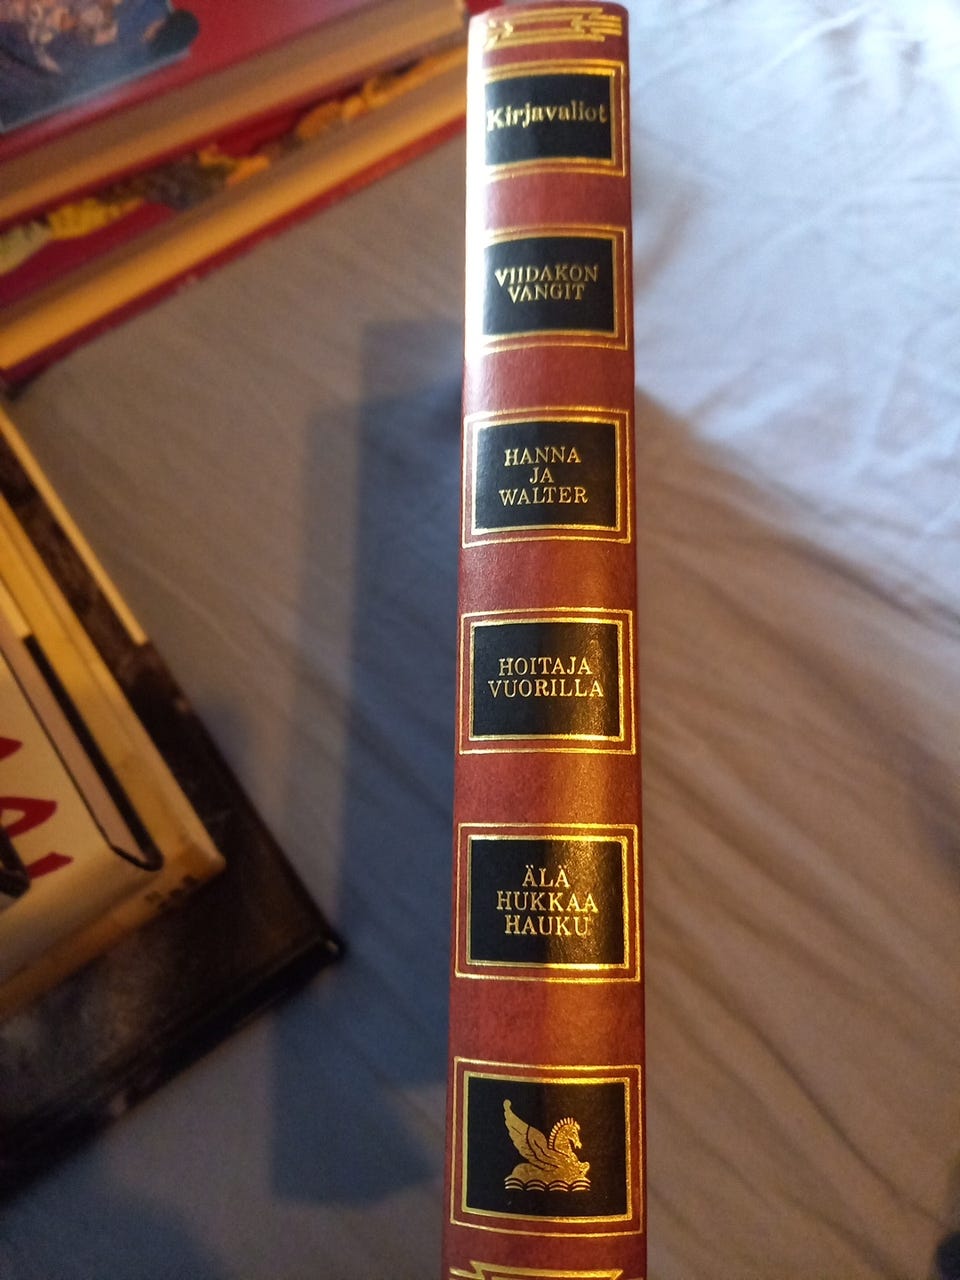 Kirjavaliot
VIIDAKON
VANGIT
HANNA
JA
WALTER
HOITAJA
VUORILLA
ÄLÄ
HUKKAA
HAUKU